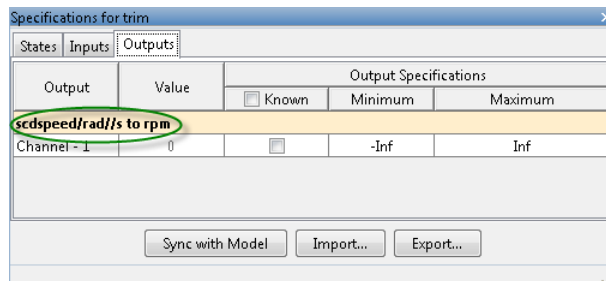 Specifications for trim
States Inputs Outputs
Output Specifications
Output Value
Known Minimum Maximum
scdspeed/rad//s to rpm
Channel - 1 0 -Inf Inf
Sync with Model Import... Export...